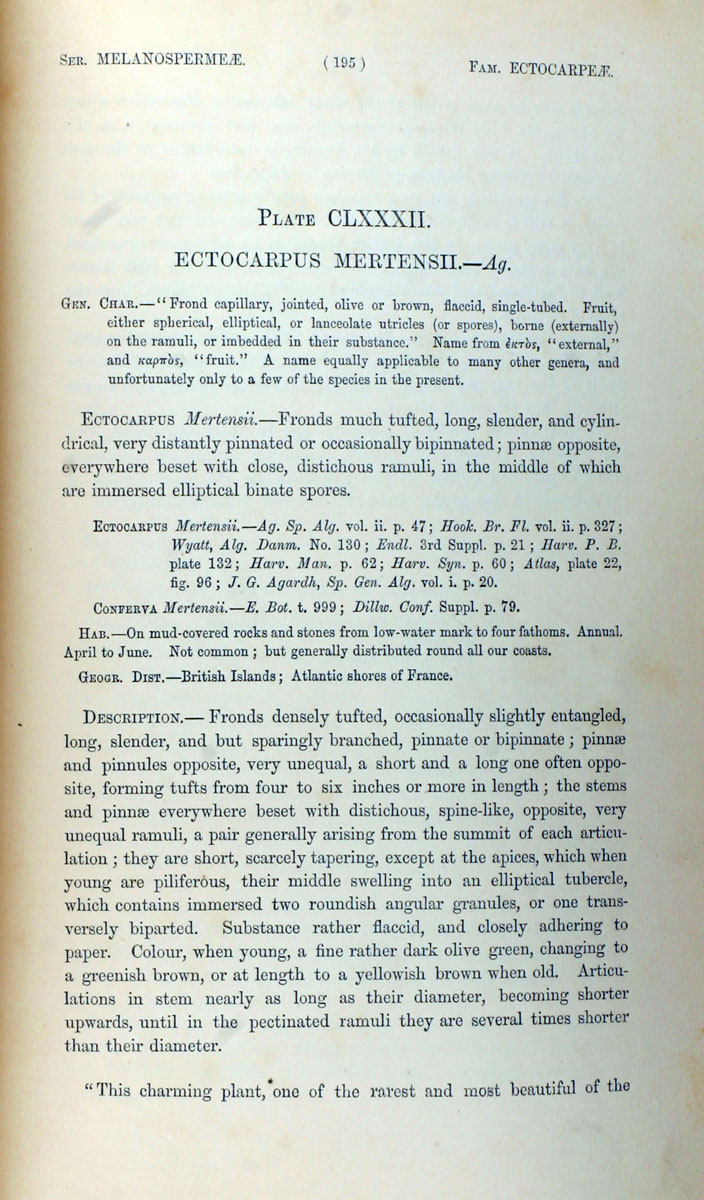 Ser. MELANOSPERMEÆ. (195) Fam. ECTOCARPEÆ.
Plate CLXXXII.
ECTOCARPUS MERTENSII.—Ag.
Gen. Char.—“Frond capillary, jointed, olive or brown, flaccid, single-tubed. Fruit,
either spherical, elliptical, or lanceolate utricles (or spores), borne (externally)
on the ramuli, or imbedded in their substance.” Name from ἐκτὸς, “external,”
and καρπὸς, “fruit.” A name equally applicable to many other genera, and
unfortunately only to a few of the species in the present.
Ectocarpus Mertensii.—Fronds much tufted, long, slender, and cylin-
drical, very distantly pinnated or occasionally bipinnated; pinnæ opposite,
everywhere beset with close, distichous ramuli, in the middle of which
are immersed elliptical binate spores.
Ectocarpus Mertensii.—Ag. Sp. Alg. vol. ii. p. 47; Hook. Br. Fl. vol. ii. p. 327;
Wyatt, Alg. Danm. No. 130; Endl. 3rd Suppl. p. 21; Harv. P. B.
plate 132; Harv. Man. p. 62; Harv. Syn. p. 60; Atlas, plate 22,
fig. 96; J. G. Agardh, Sp. Gen. Alg. vol. i. p. 20.
Conferva Mertensii.—E. Bot. t. 999; Dillw. Conf. Suppl. p. 79.
Hab.—On mud-covered rocks and stones from low-water mark to four fathoms. Annual.
April to June. Not common; but generally distributed round all our coasts.
Geogr. Dist.—British Islands; Atlantic shores of France.
Description.—Fronds densely tufted, occasionally slightly entangled,
long, slender, and but sparingly branched, pinnate or bipinnate; pinnæ
and pinnules opposite, very unequal, a short and a long one often oppo-
site, forming tufts from four to six inches or more in length; the stems
and pinnæ everywhere beset with distichous, spine-like, opposite, very
unequal ramuli, a pair generally arising from the summit of each articu-
lation; they are short, scarcely tapering, except at the apices, which when
young are piliferous, their middle swelling into an elliptical tubercle,
which contains immersed two roundish angular granules, or one trans-
versely biparted. Substance rather flaccid, and closely adhering to
paper. Colour, when young, a fine rather dark olive green, changing to
a greenish brown, or at length to a yellowish brown when old. Articu-
lations in stem nearly as long as their diameter, becoming shorter
upwards, until in the pectinated ramuli they are several times shorter
than their diameter.
“This charming plant, one of the rarest and most beautiful of the